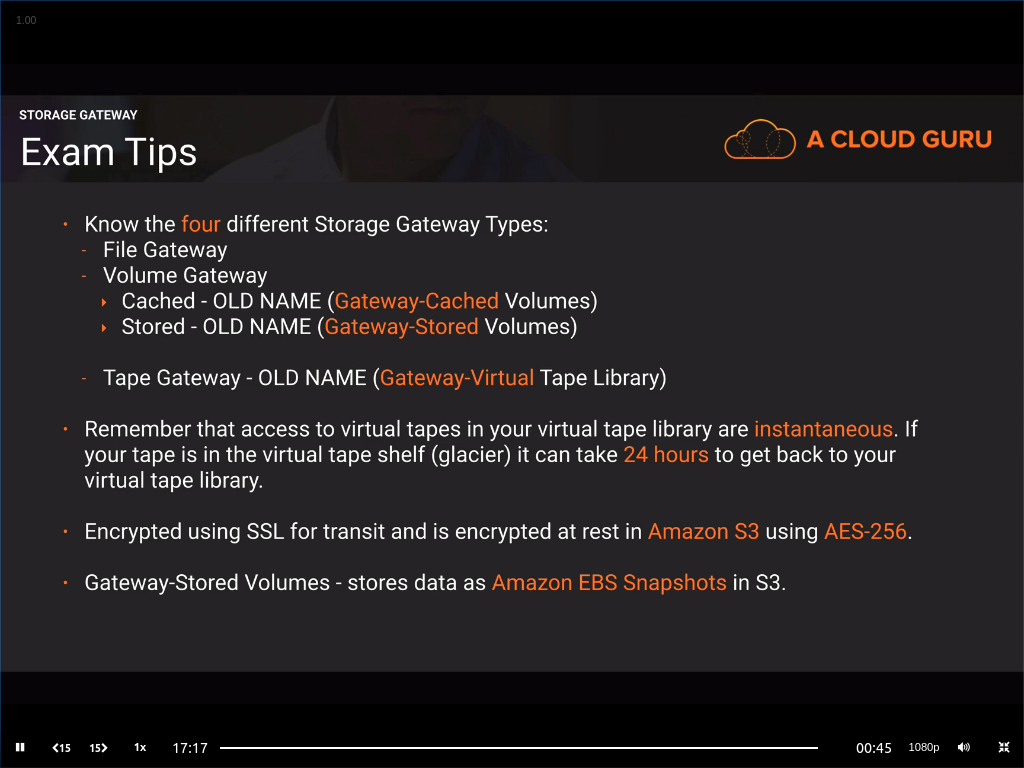 1.00
STORAGE GATEWAY
Exam Tips
A CLOUD GURU
• Know the four different Storage Gateway Types:
- File Gateway
- Volume Gateway
‣ Cached - OLD NAME (Gateway-Cached Volumes)
‣ Stored - OLD NAME (Gateway-Stored Volumes)
- Tape Gateway - OLD NAME (Gateway-Virtual Tape Library)
• Remember that access to virtual tapes in your virtual tape library are instantaneous. If
your tape is in the virtual tape shelf (glacier) it can take 24 hours to get back to your
virtual tape library.
• Encrypted using SSL for transit and is encrypted at rest in Amazon S3 using AES-256.
• Gateway-Stored Volumes - stores data as Amazon EBS Snapshots in S3.
15 15 1x 17:17 00:45 1080p